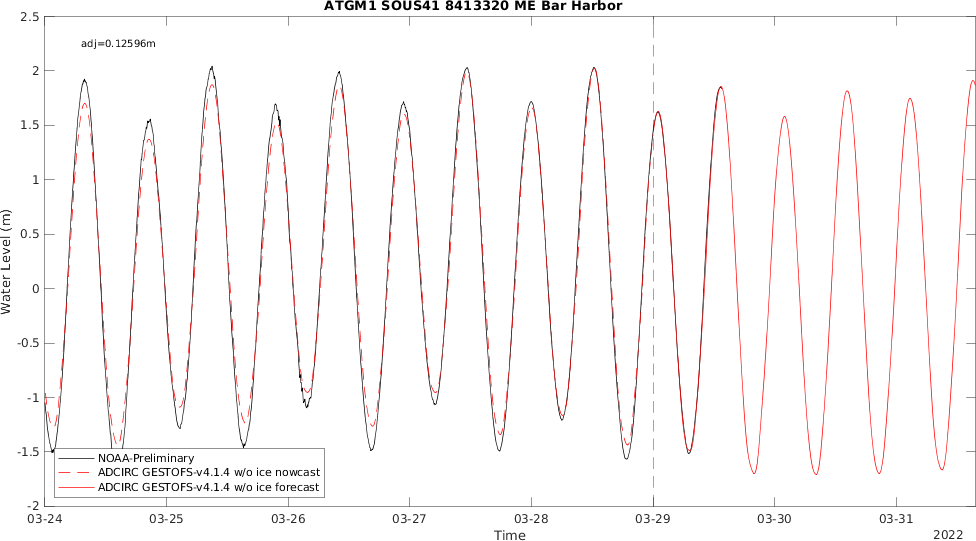 ATGM1 SOUS41 8413320 ME Bar Harbor
adj=0.12596m
2.5
2
1.5
1
0.5
0
-0.5
-1
-1.5
-2
Water Level (m)
NOAA-Preliminary
ADCIRC GESTOFS-v4.1.4 w/o ice nowcast
ADCIRC GESTOFS-v4.1.4 w/o ice forecast
03-24 03-25 03-26 03-27 03-28 03-29 03-30 03-31
Time
2022